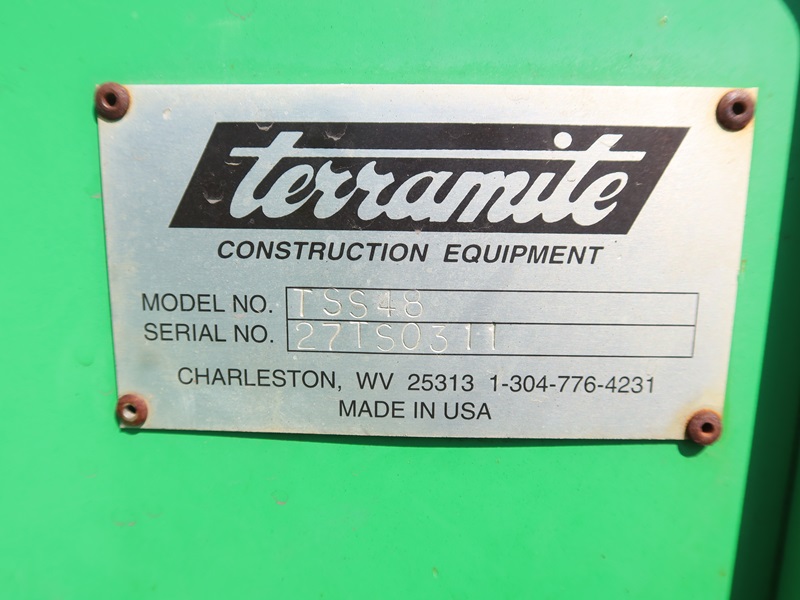 terramite
CONSTRUCTION EQUIPMENT
MODEL NO. TSS48
SERIAL NO. 27TS0311
CHARLESTON, WV 25313 1-304-776-4231
MADE IN USA